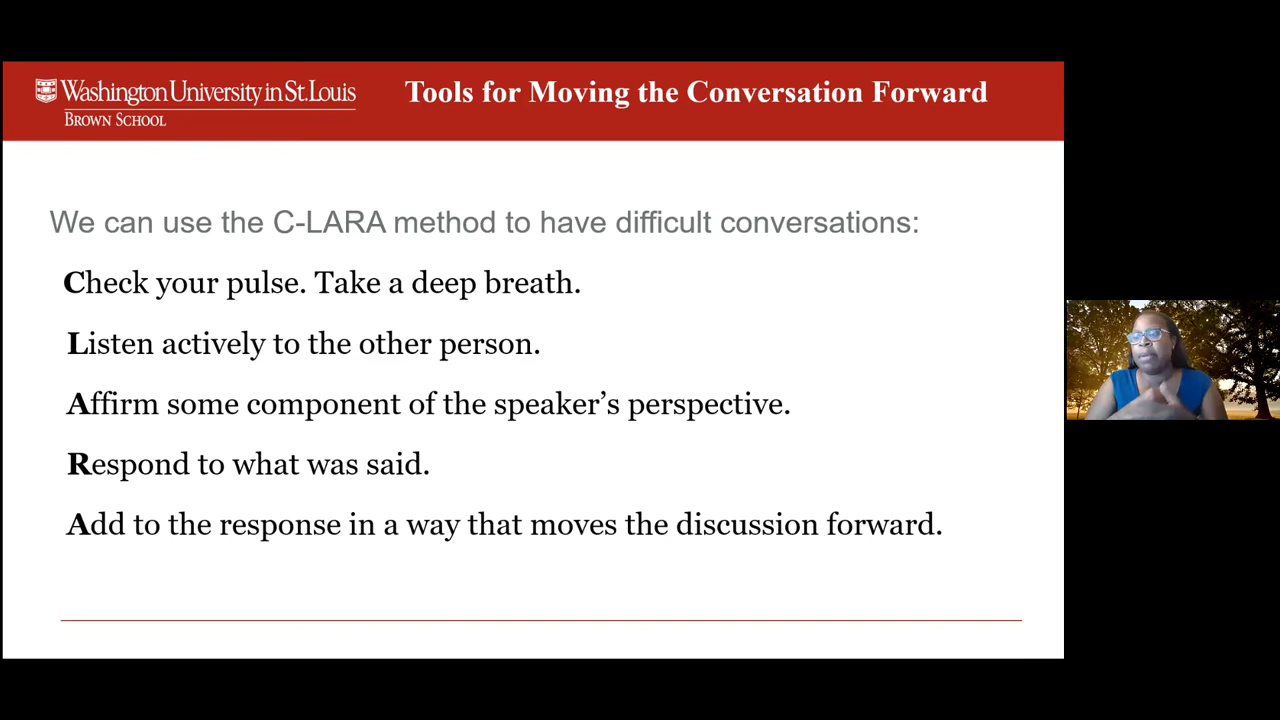 Washington University in St. Louis
BROWN SCHOOL
Tools for Moving the Conversation Forward
We can use the C-LARA method to have difficult conversations:
Check your pulse. Take a deep breath.
Listen actively to the other person.
Affirm some component of the speaker’s perspective.
Respond to what was said.
Add to the response in a way that moves the discussion forward.